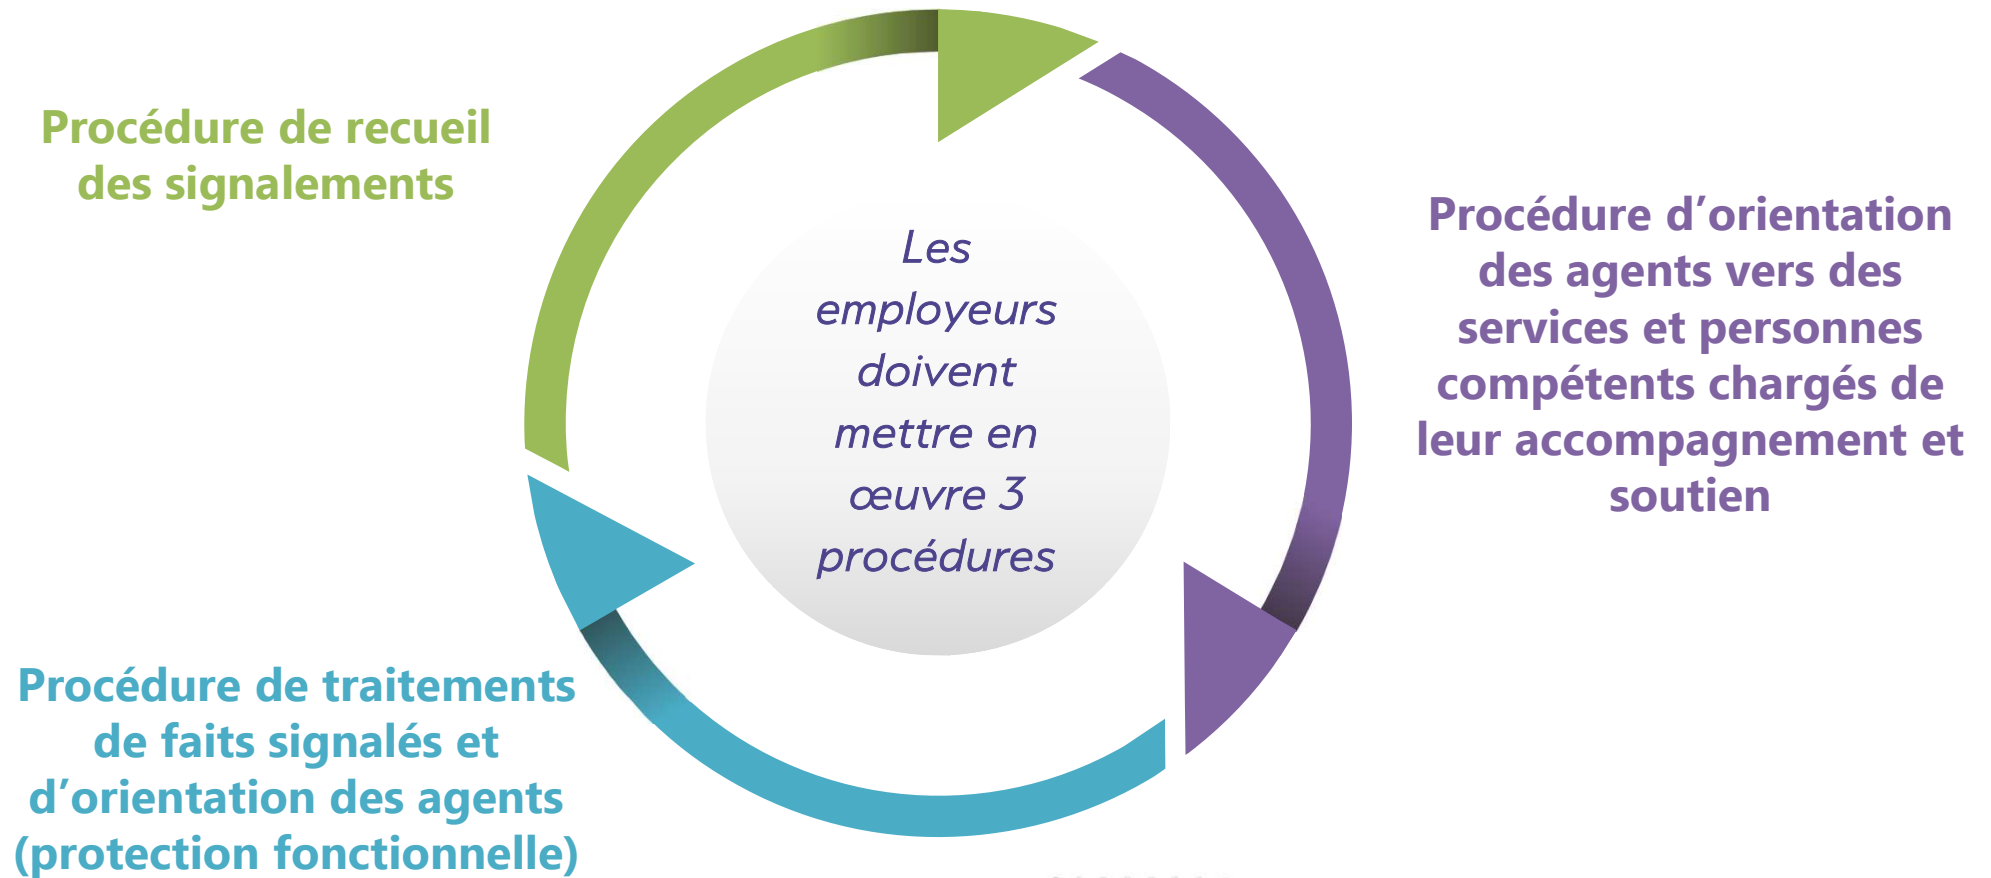 Procédure de recueil
des signalements
Les
employeurs
doivent
mettre en
œuvre 3
procédures
Procédure d’orientation
des agents vers des
services et personnes
compétents chargés de
leur accompagnement et
soutien
Procédure de traitements
de faits signalés et
d’orientation des agents
(protection fonctionnelle)